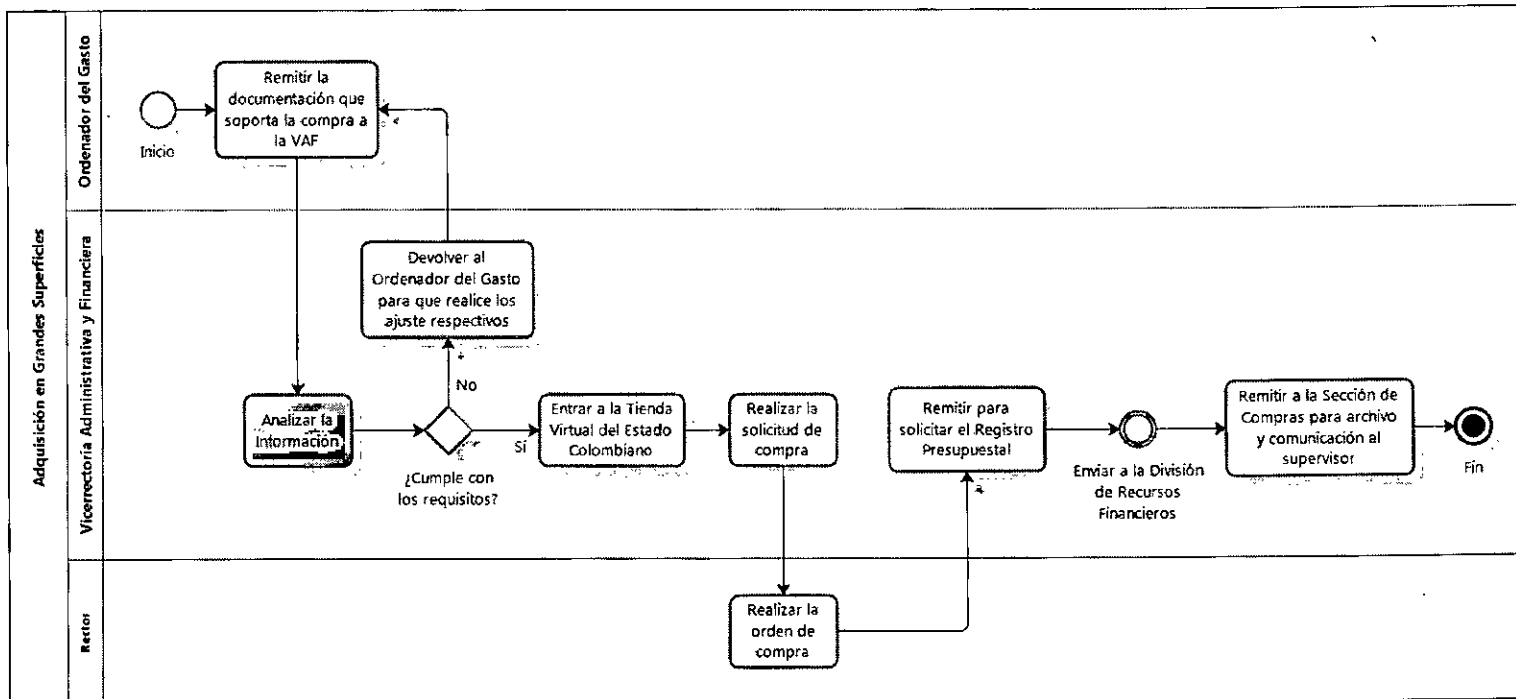 Adquisición en Grandes Superficies
Ordenador del Gasto
Inicio
Remitir la
documentación que
soporta la compra a
la VAF
Vicerrectoría Administrativa y Financiera
Devolver al
Ordenador del Gasto
para que realice los
ajuste respectivos
No
Analizar la
Información
¿Cumple con
los requisitos?
Sí
Entrar a la Tienda
Virtual del Estado
Colombiano
Realizar la
solicitud de
compra
Remitir para
solicitar el Registro
Presupuestal
Enviar a la División
de Recursos
Financieros
Remitir a la Sección de
Compras para archivo
y comunicación al
supervisor
Fin
Rector
Realizar la
orden de
compra